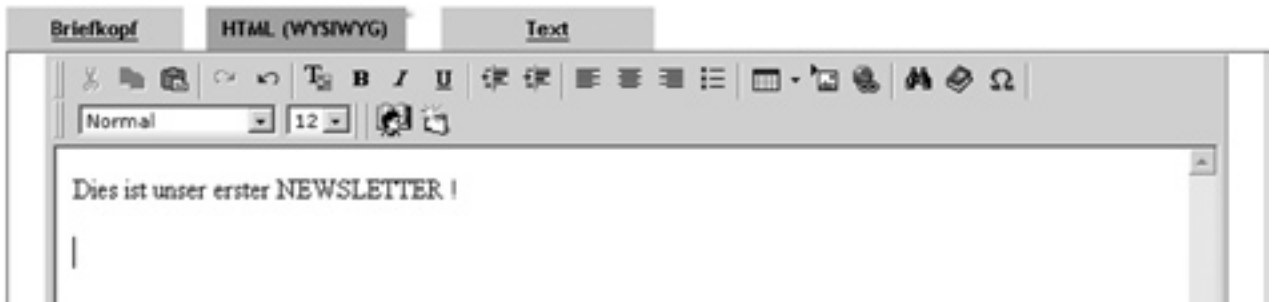 Briefkopf HTML (WYSIWYG) Text
B I U Ω
Normal 12
Dies ist unser erster NEWSLETTER !